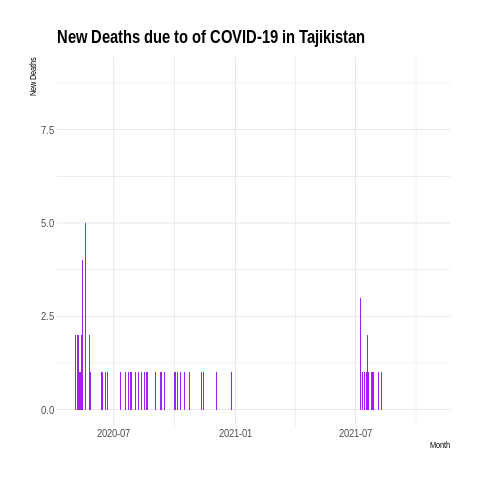 New Deaths due to of COVID-19 in Tajikistan
New Deaths
7.5
5.0
2.5
0.0
2020-07
2021-01
2021-07
Month